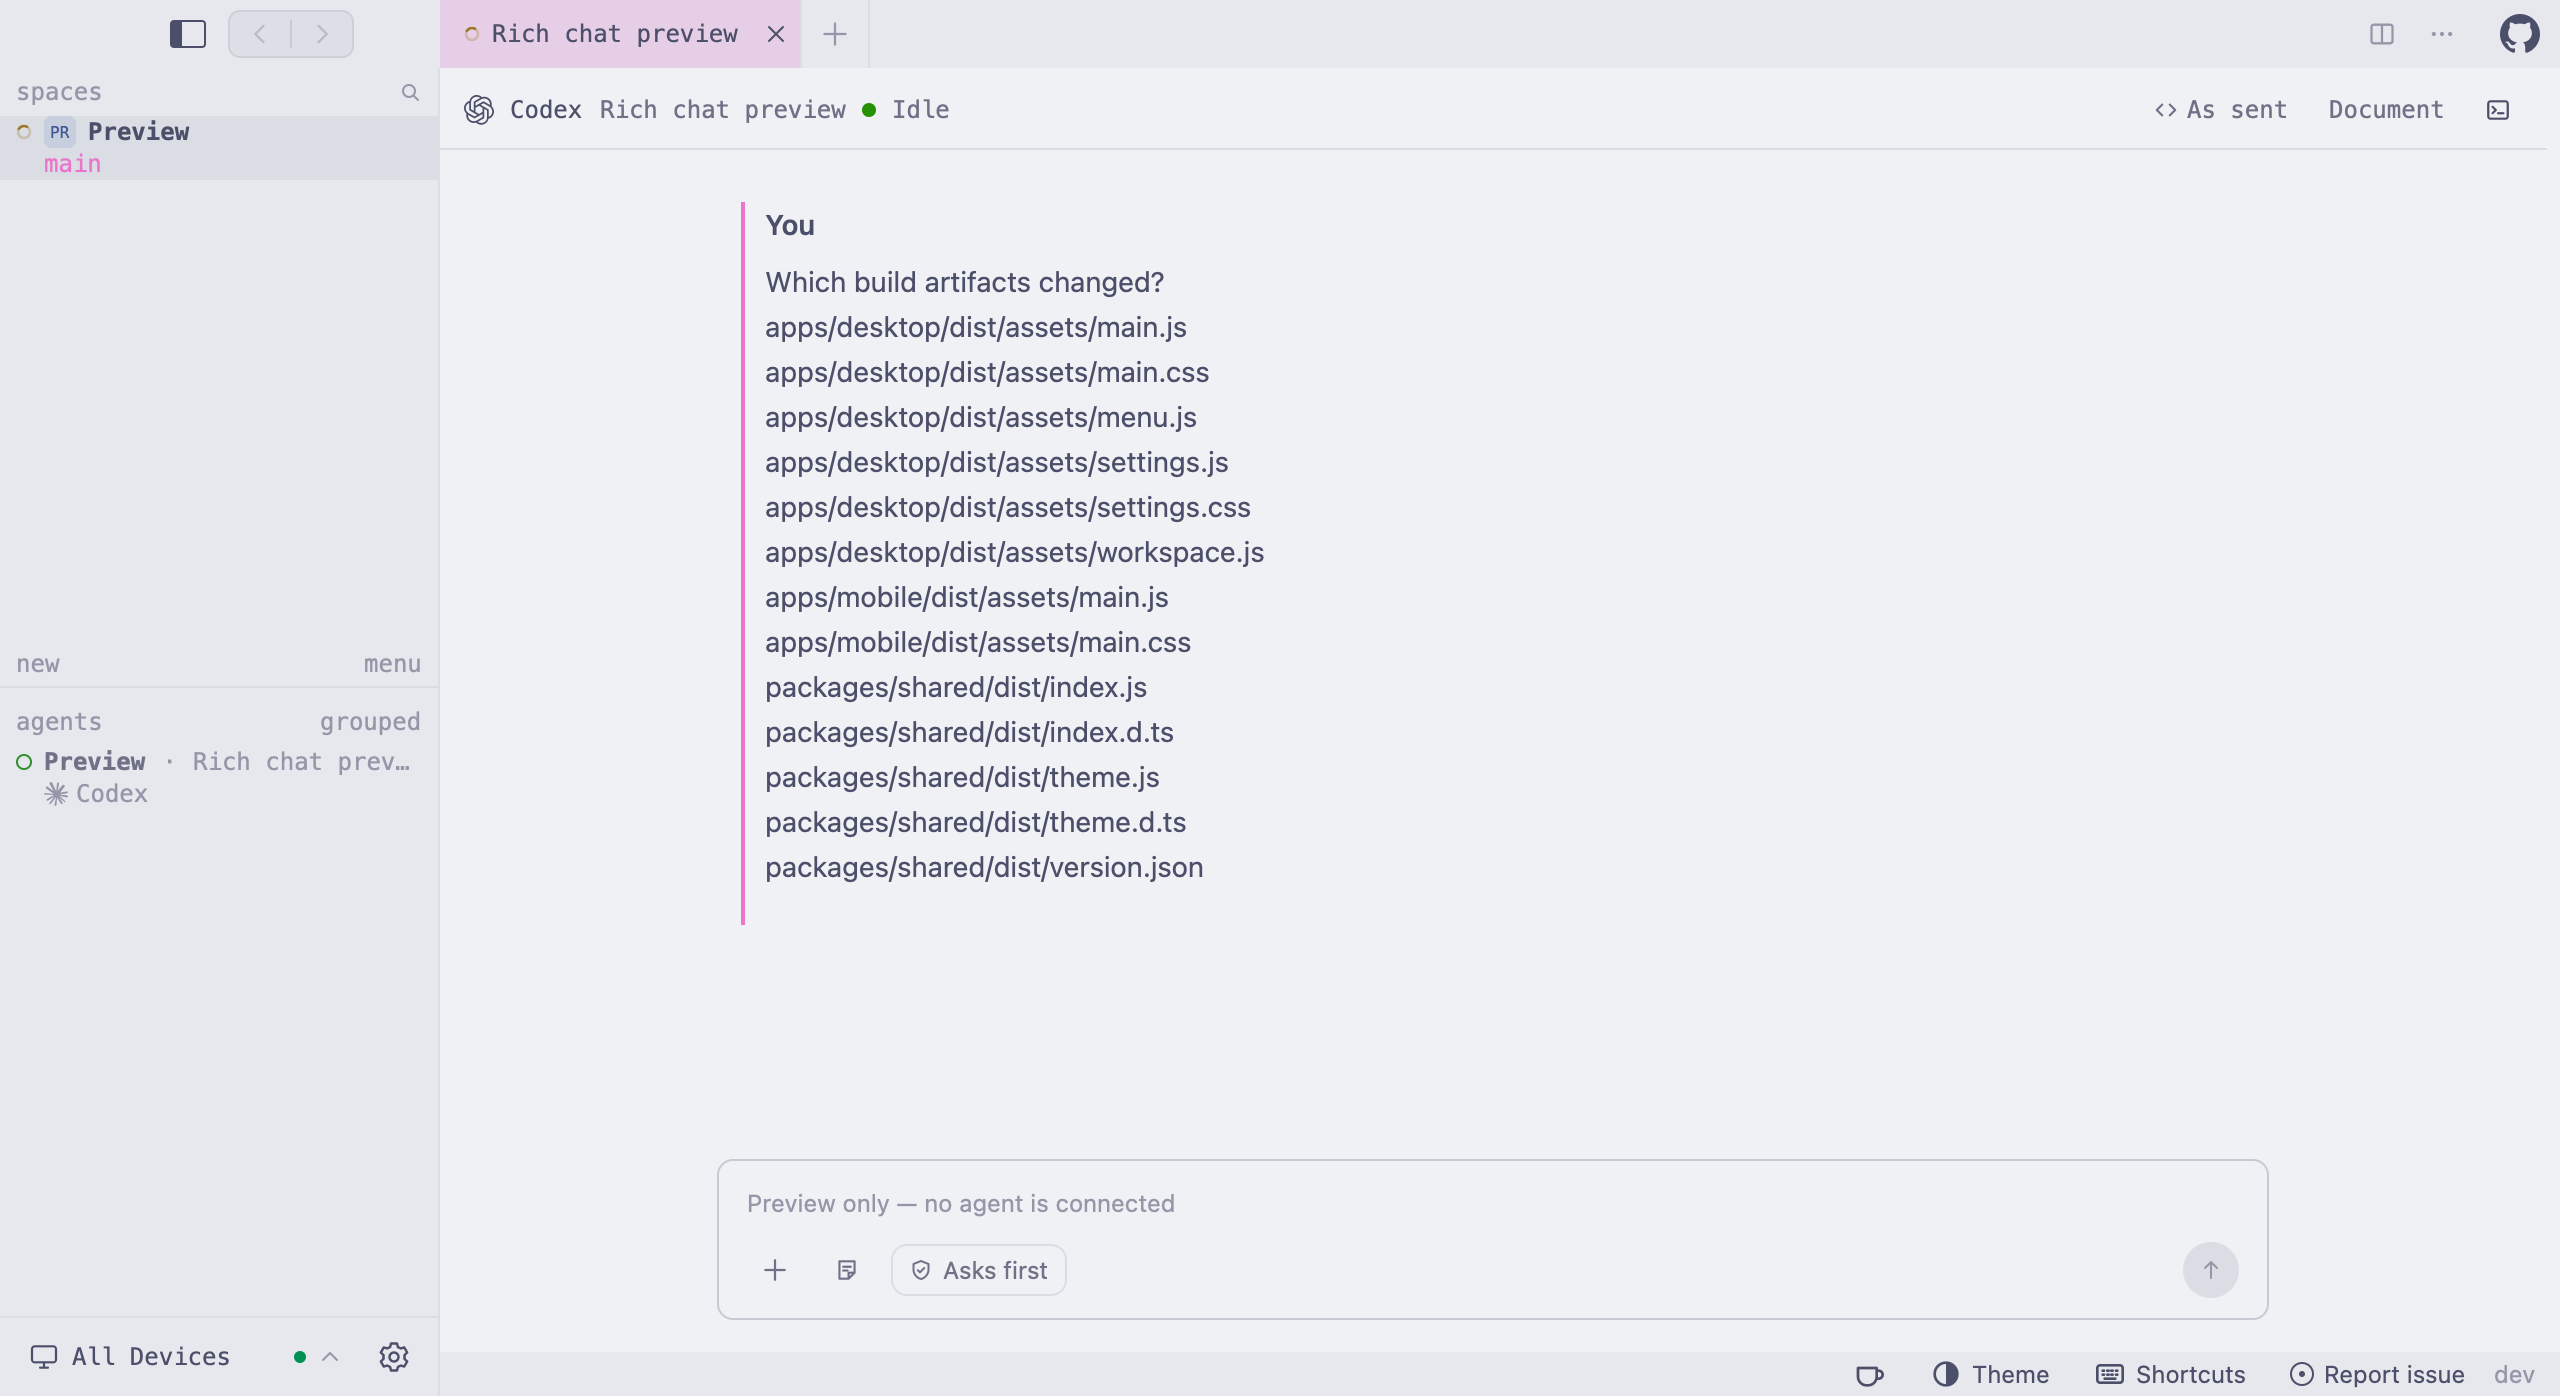 Rich chat preview
spaces
PR Preview
main
Codex Rich chat preview Idle
<> As sent Document
You
Which build artifacts changed?
apps/desktop/dist/assets/main.js
apps/desktop/dist/assets/main.css
apps/desktop/dist/assets/menu.js
apps/desktop/dist/assets/settings.js
apps/desktop/dist/assets/settings.css
apps/desktop/dist/assets/workspace.js
apps/mobile/dist/assets/main.js
apps/mobile/dist/assets/main.css
packages/shared/dist/index.js
packages/shared/dist/index.d.ts
packages/shared/dist/theme.js
packages/shared/dist/theme.d.ts
packages/shared/dist/version.json
new menu
agents grouped
Preview · Rich chat prev…
Codex
Preview only — no agent is connected
Asks first
All Devices
Theme Shortcuts Report issue dev